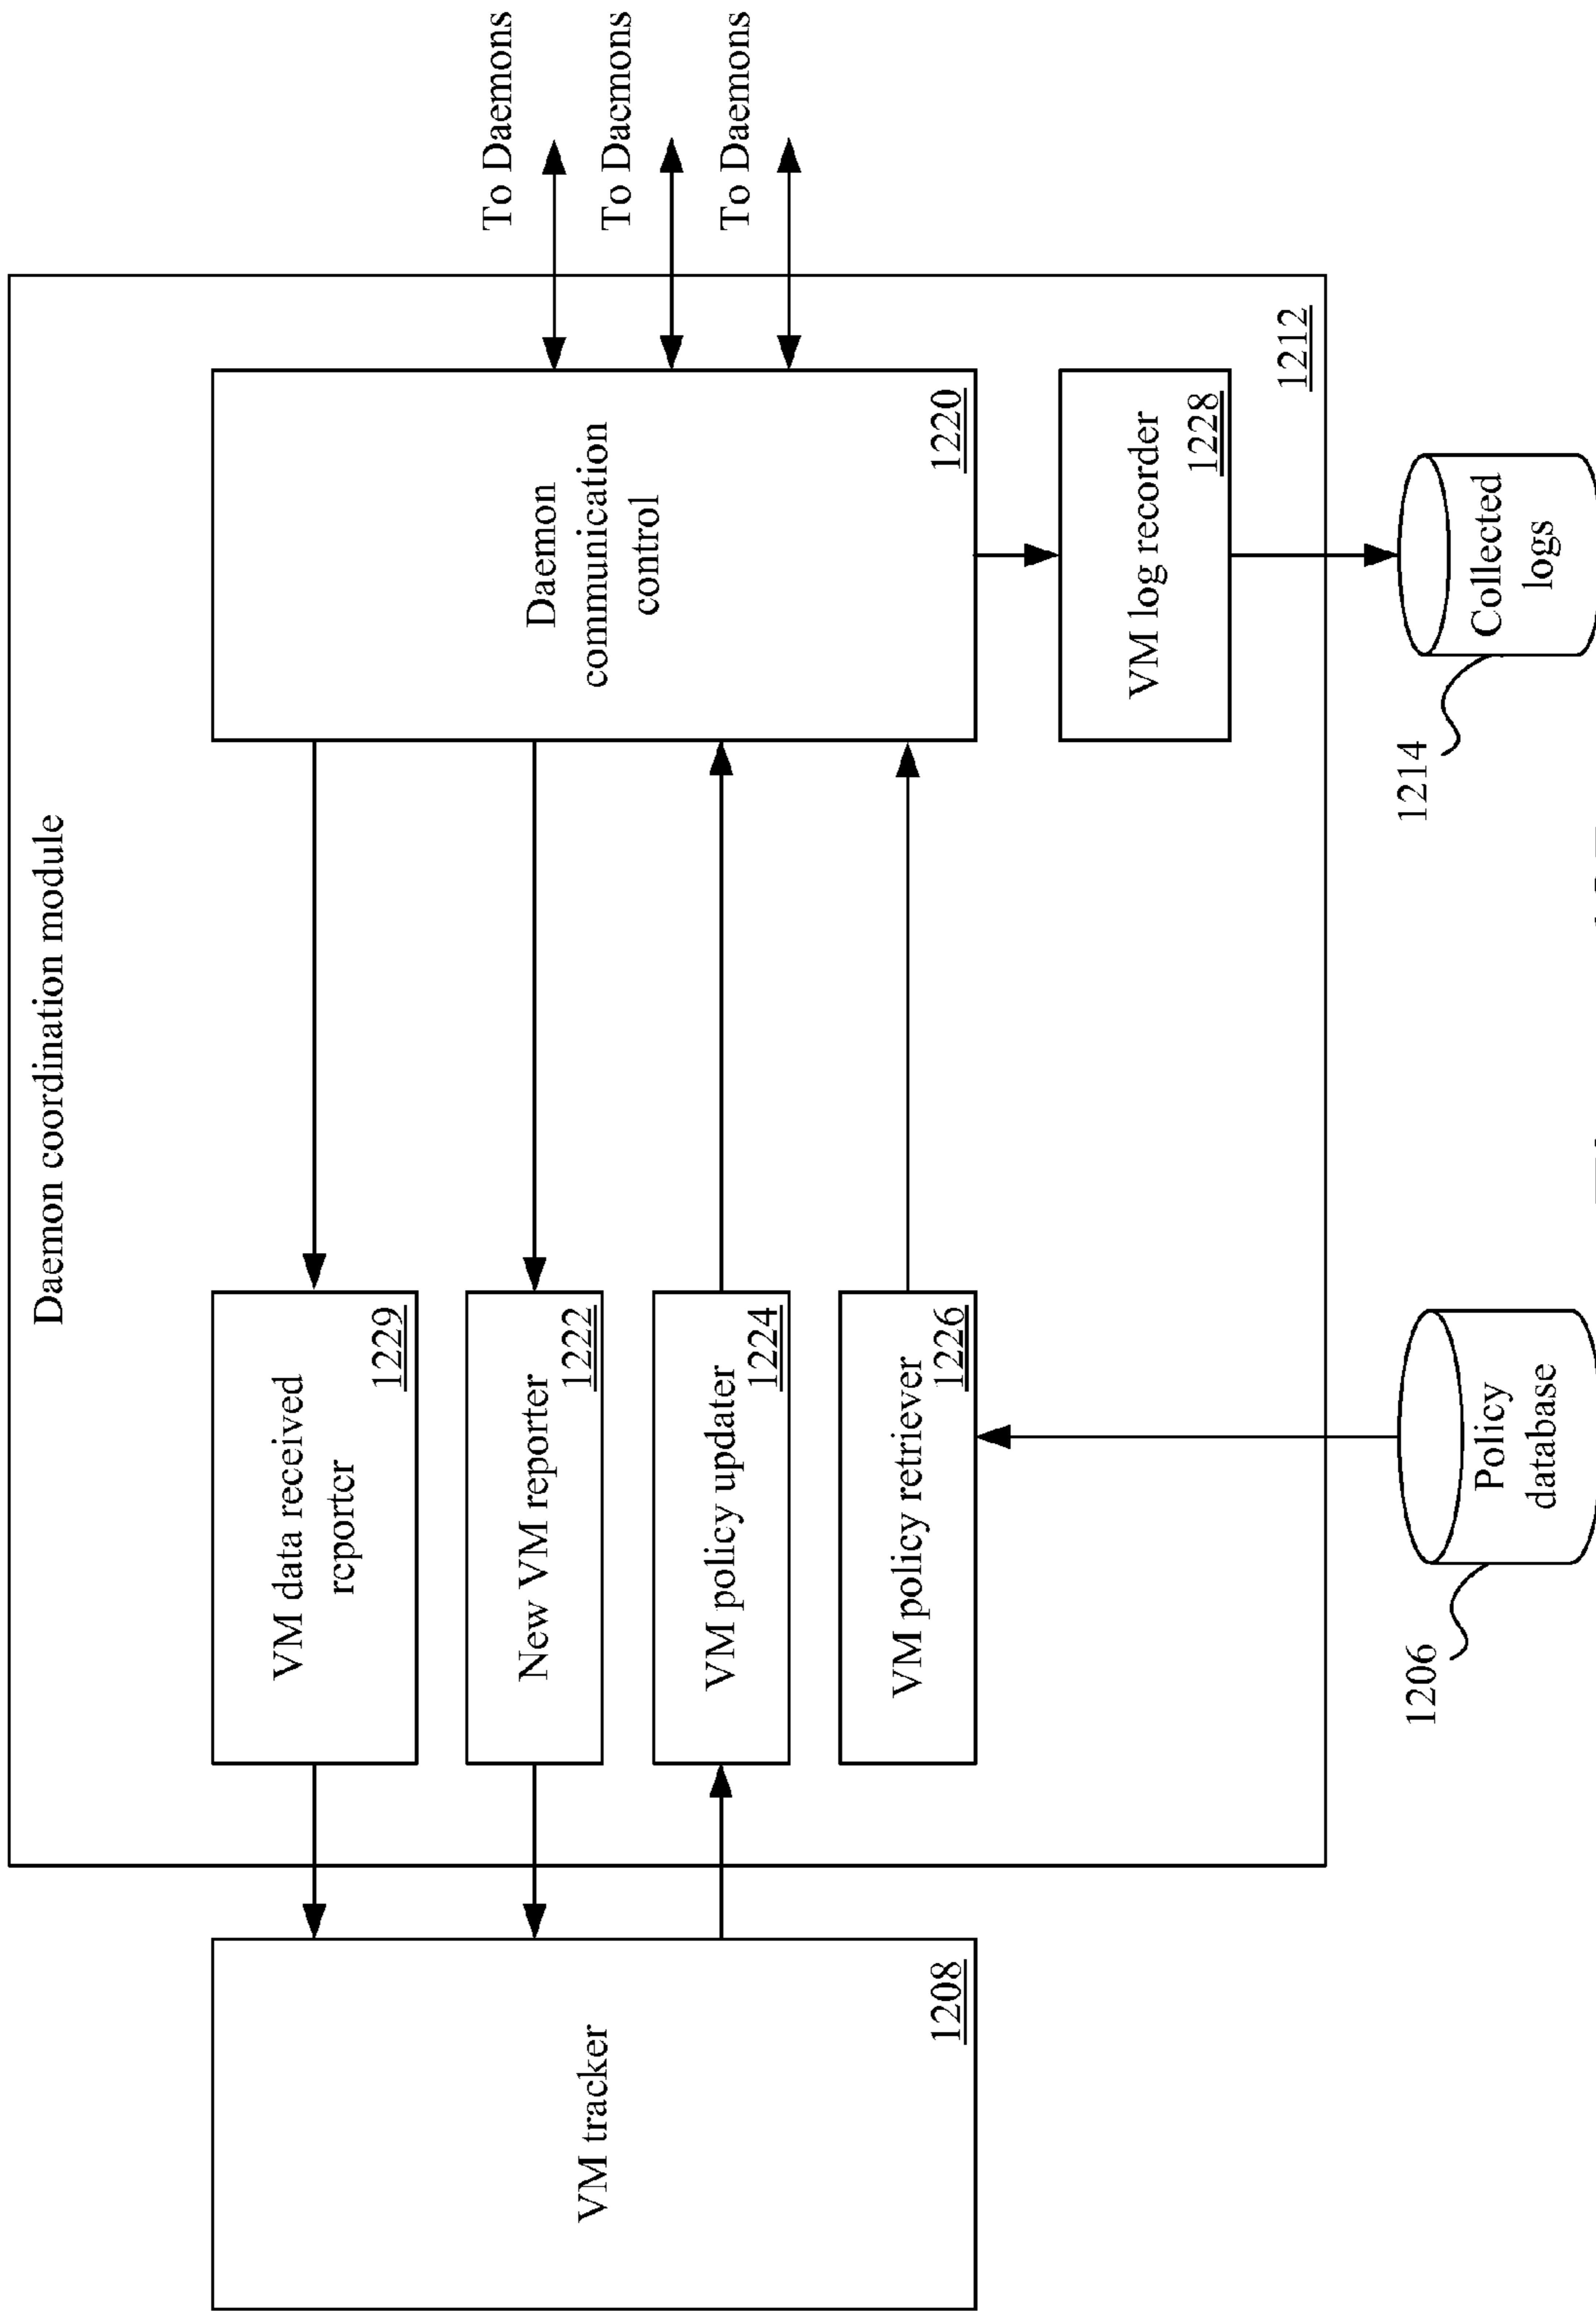 Daemon coordination module
VM tracker
1208
VM data received
reporter
1229
New VM reporter
1222
VM policy updater
1224
VM policy retriever
1226
Daemon
communication
control
1220
To Daemons
To Daemons
To Daemons
VM log recorder
1228
1212
1206
Policy
database
1214
Collected
logs